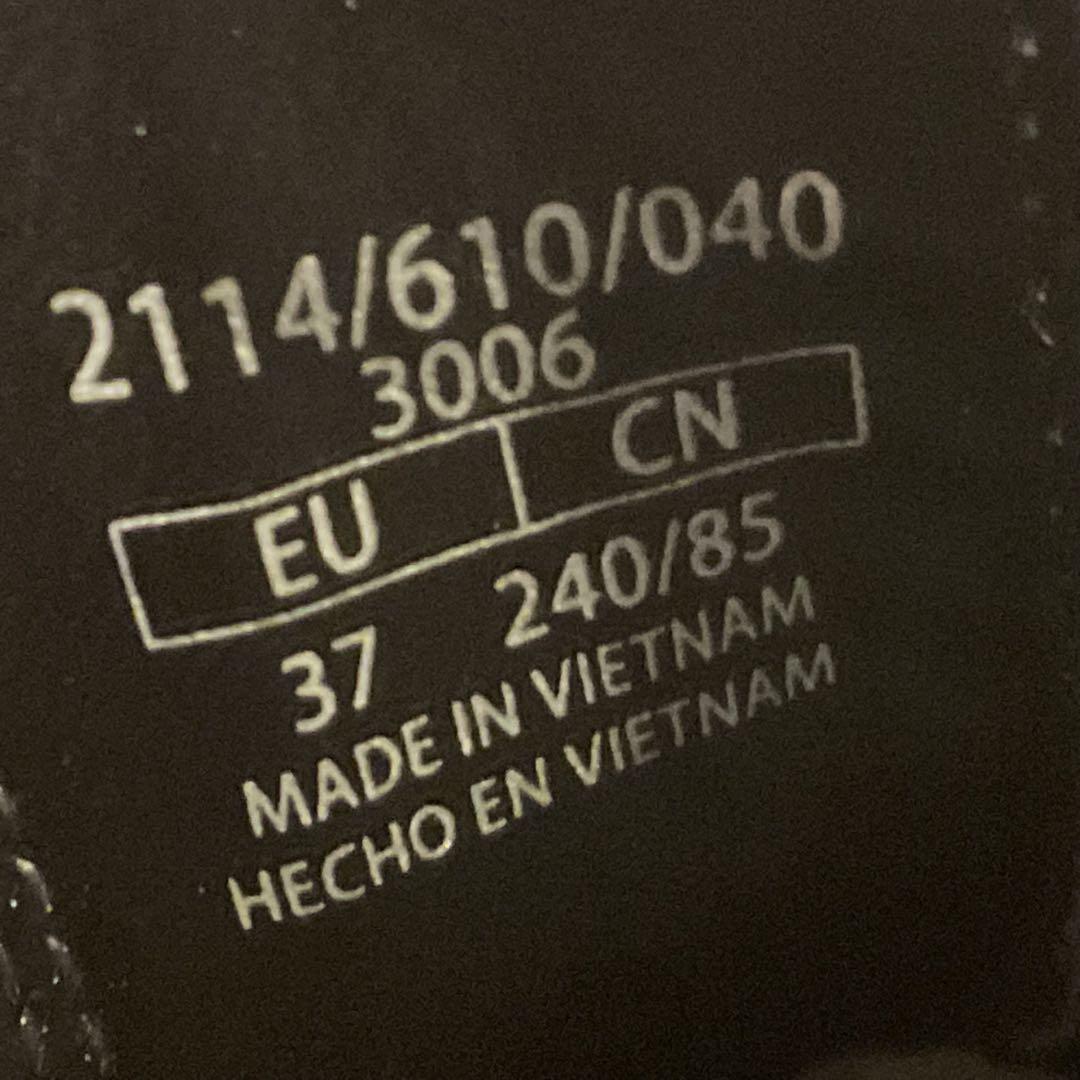 2114/610/040
3006
EU CN
37 240/85
MADE IN VIETNAM
HECHO EN VIETNAM